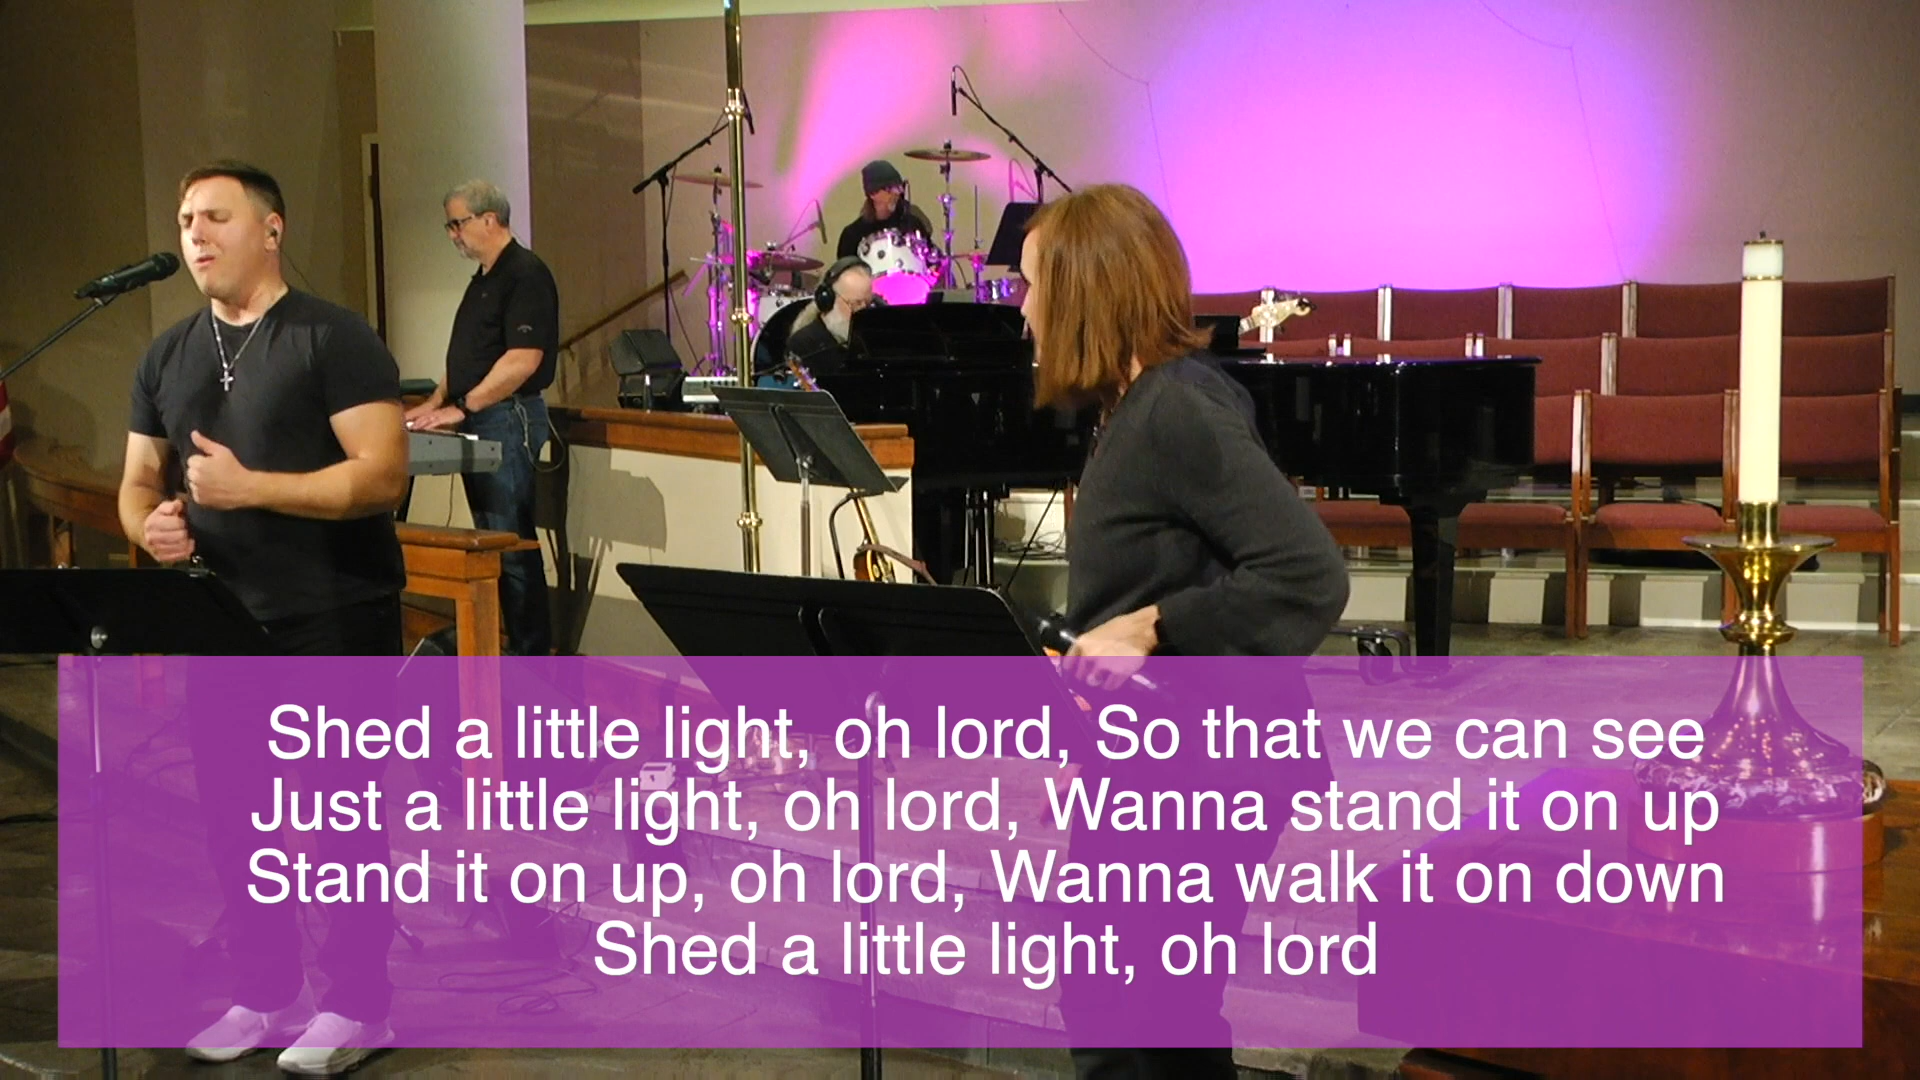 Shed a little light, oh lord, So that we can see
Just a little light, oh lord, Wanna stand it on up
Stand it on up, oh lord, Wanna walk it on down
Shed a little light, oh lord